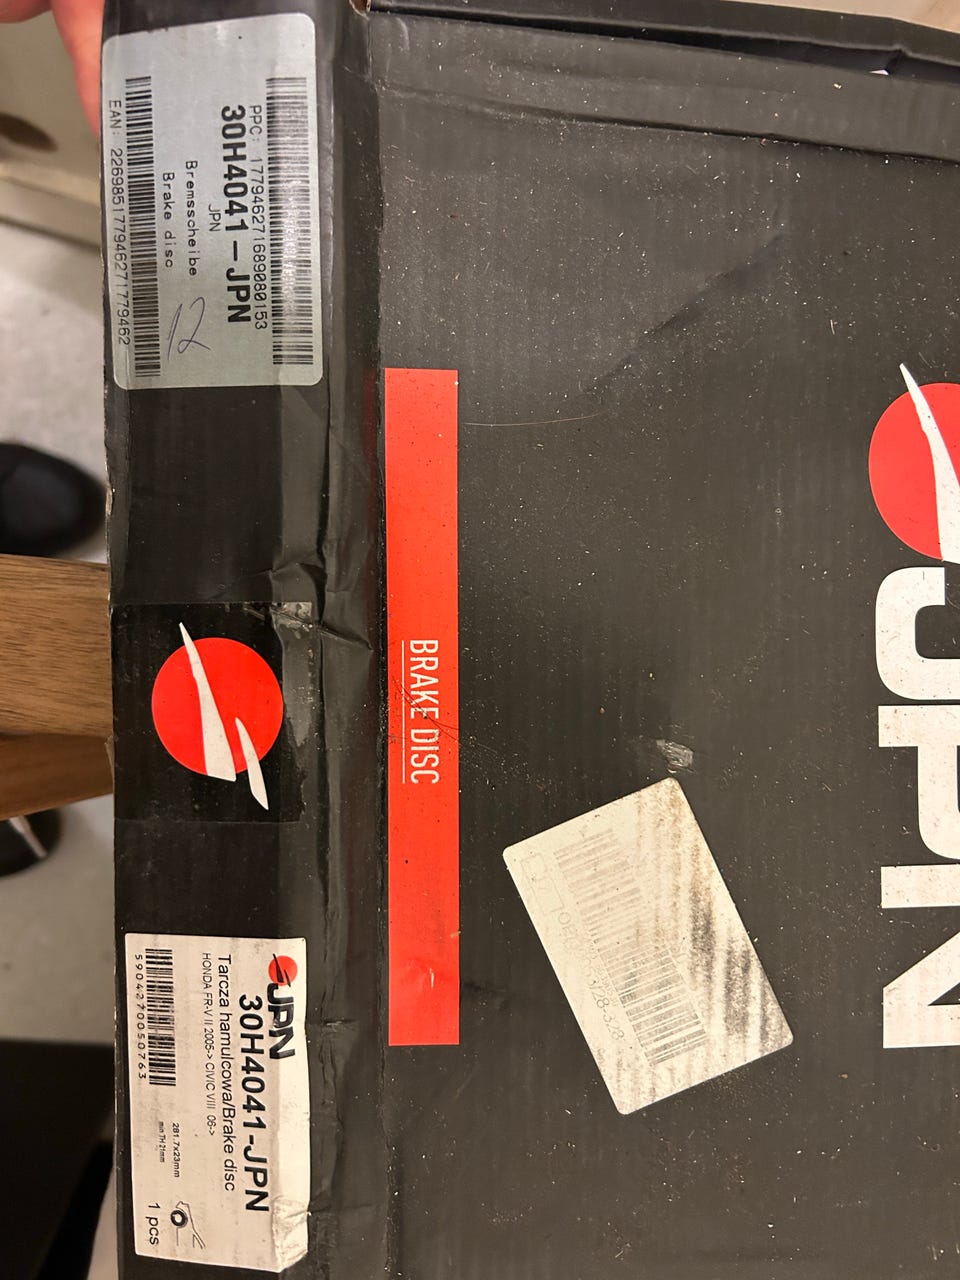 PPC: 177946271689080153
30H4041-JPN
JPN
Bremsscheibe
Brake disc
12
EAN: 2269851779462717779462
BRAKE DISC
JPN
JPN
30H4041-JPN
Tarcza hamulcowa/Brake disc
HONDA FR-V II 2005-> CIVIC VIII 06->
5904270050763
281.7x23mm
min TH 21mm
1 pcs